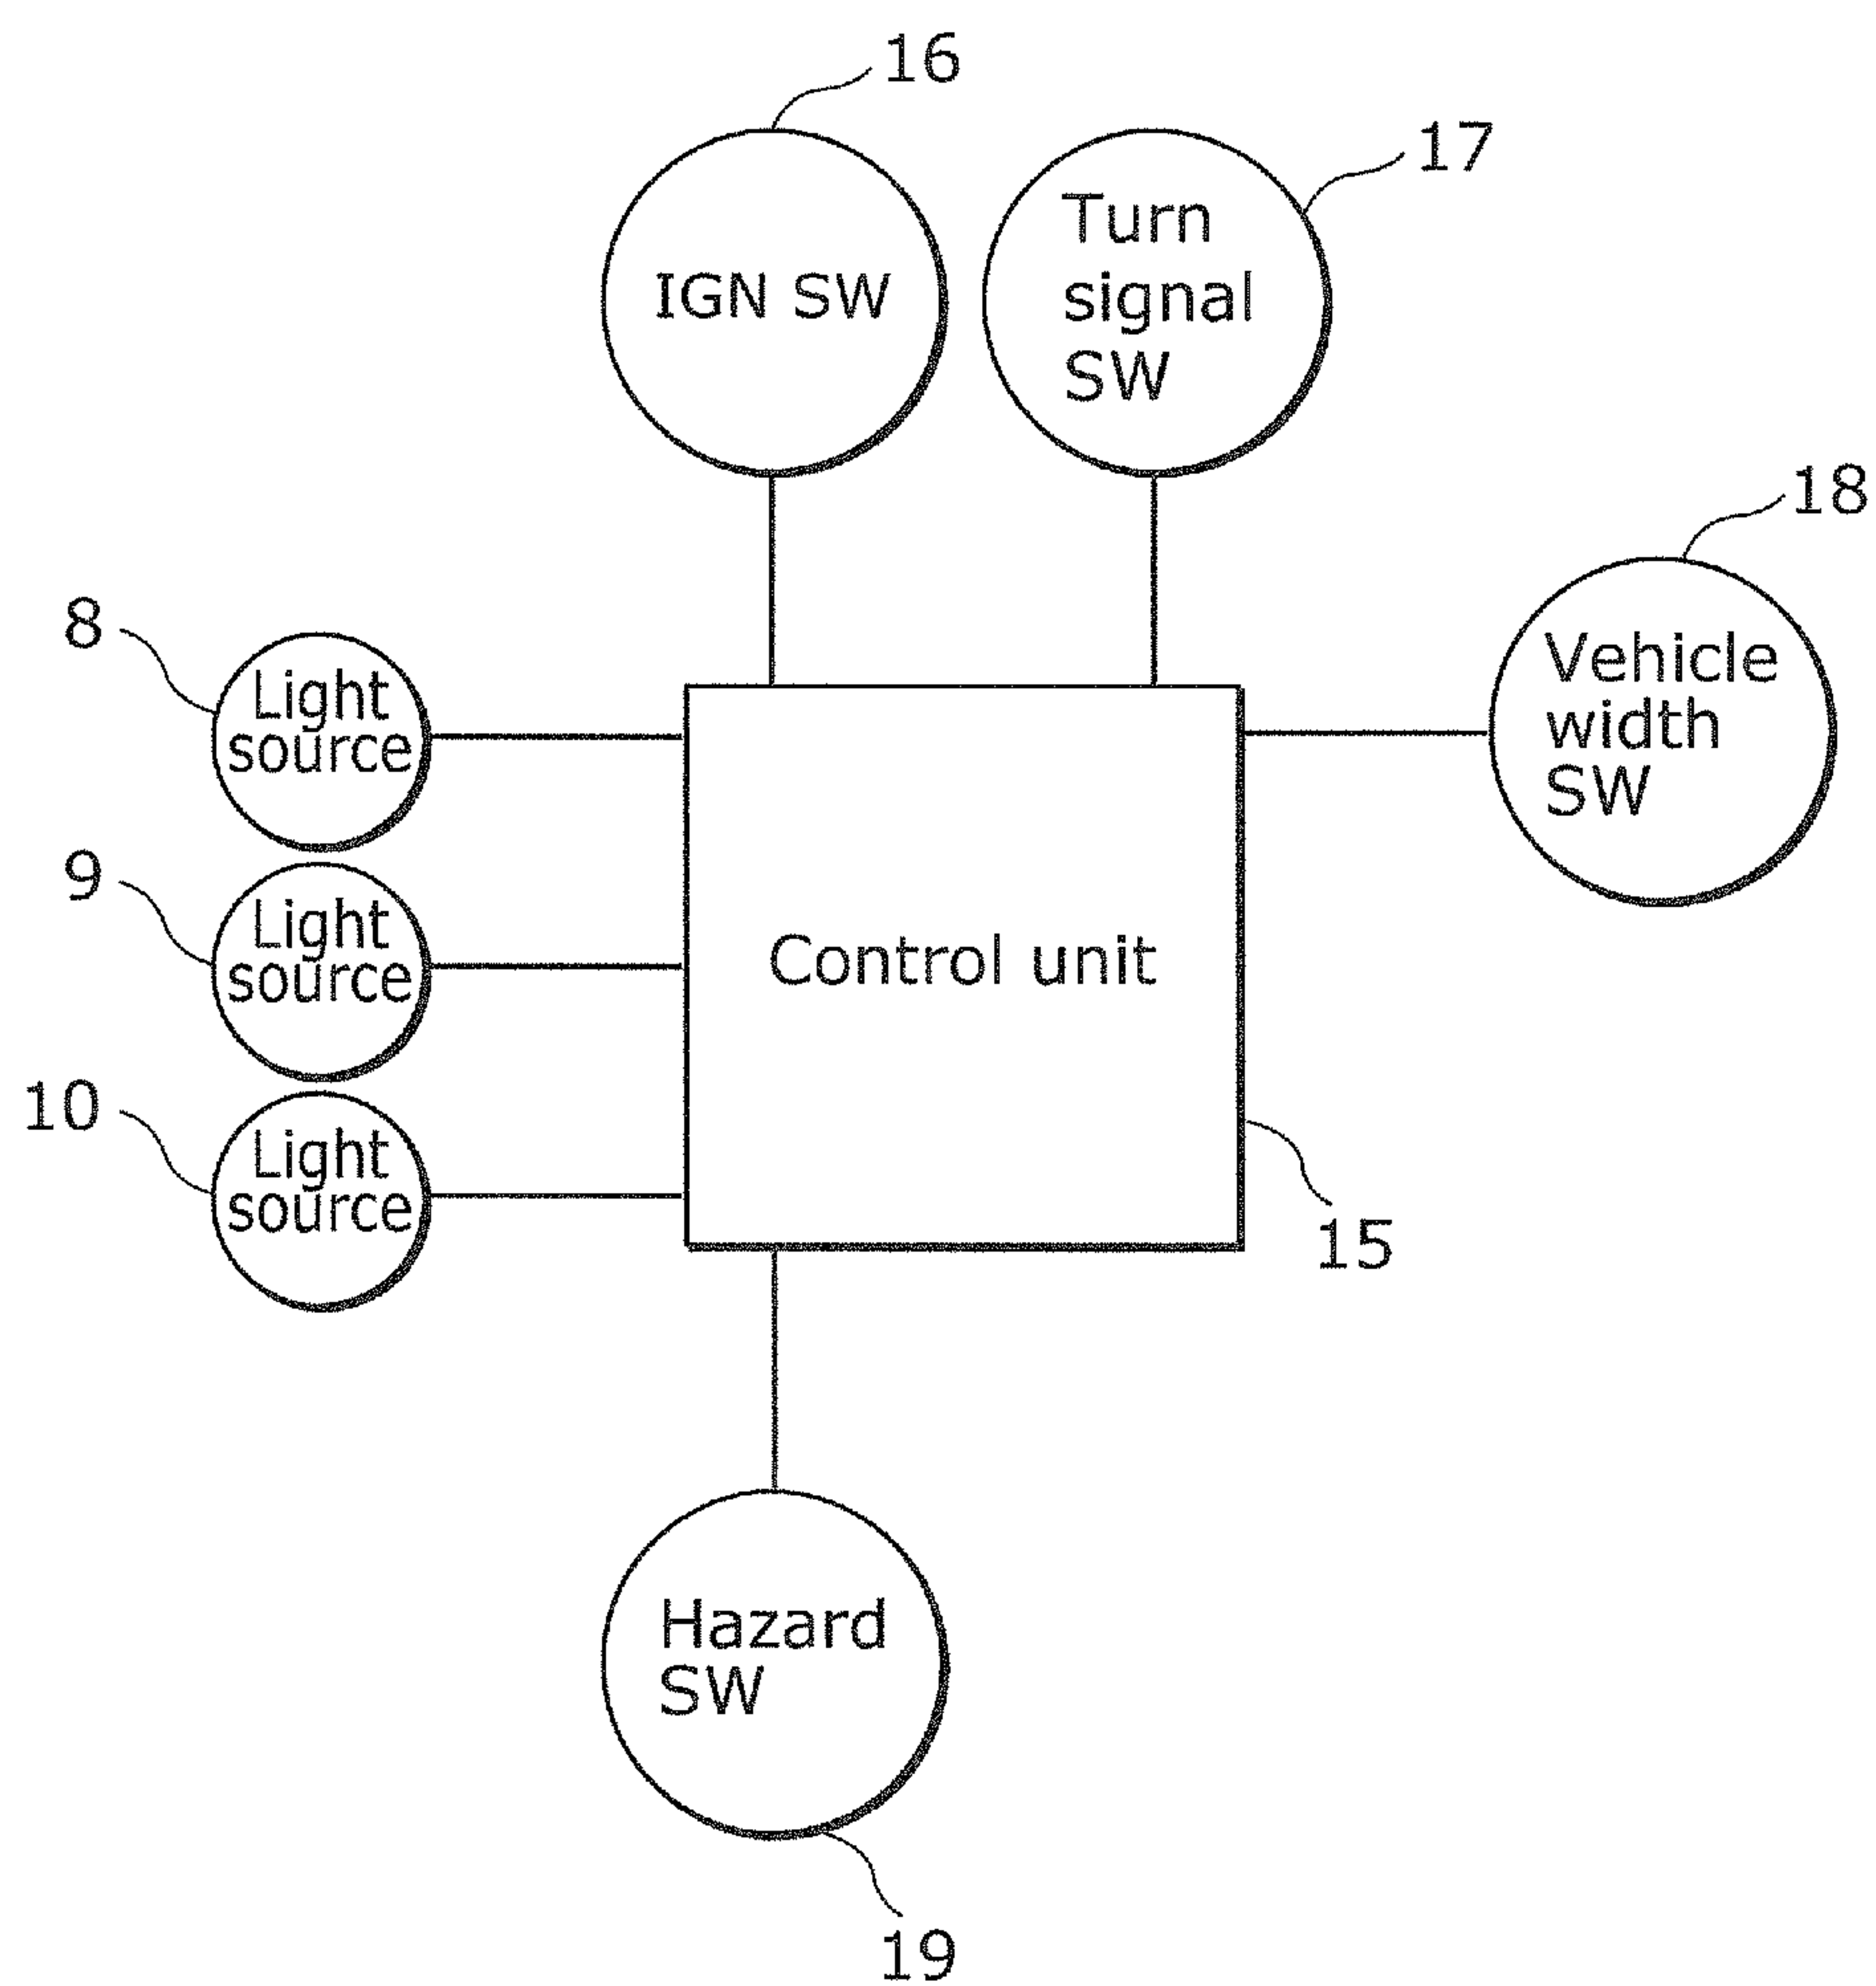 16
17
IGN SW
Turn
signal
SW
18
Vehicle
width
SW
8
Light
source
9
Light
source
10
Light
source
Control unit
15
Hazard
SW
19